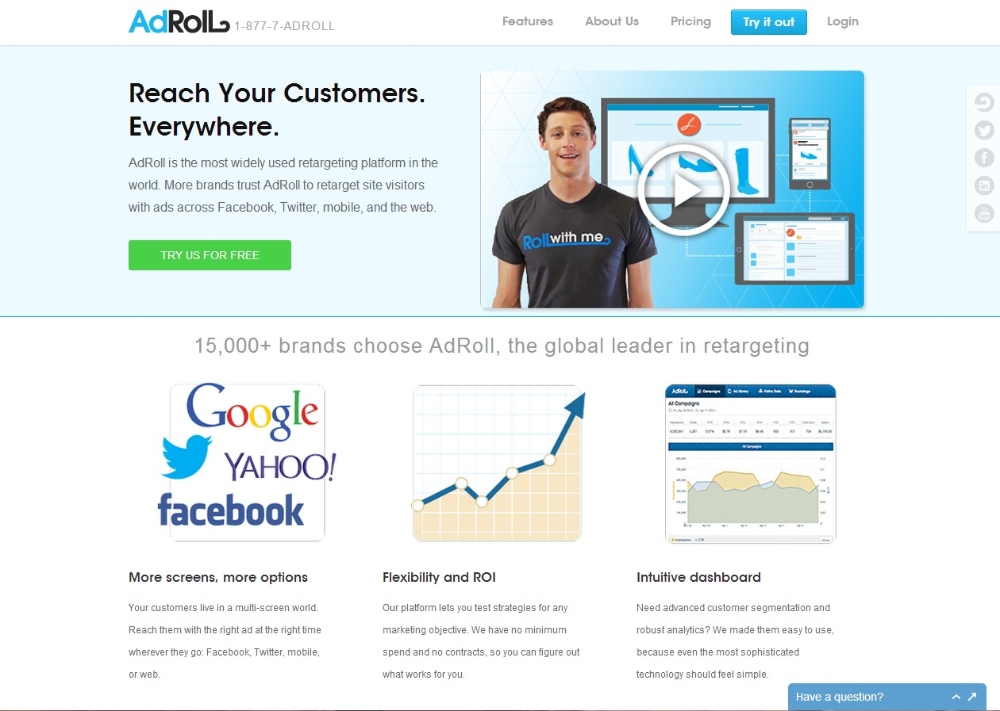 AdRoll 1-877-7-ADROLL
Features About Us Pricing Try it out Login
Reach Your Customers.
Everywhere.
AdRoll is the most widely used retargeting platform in the
world. More brands trust AdRoll to retarget site visitors
with ads across Facebook, Twitter, mobile, and the web.
TRY US FOR FREE
Roll with me
15,000+ brands choose AdRoll, the global leader in retargeting
Google
YAHOO!
facebook
AdRoll Campaigns Ad Library Visitor Data Backstage
All Campaigns
All Campaigns
More screens, more options
Your customers live in a multi-screen world.
Reach them with the right ad at the right time
wherever they go: Facebook, Twitter, mobile,
or web.
Flexibility and ROI
Our platform lets you test strategies for any
marketing objective. We have no minimum
spend and no contracts, so you can figure out
what works for you.
Intuitive dashboard
Need advanced customer segmentation and
robust analytics? We made them easy to use,
because even the most sophisticated
technology should feel simple.
Have a question?